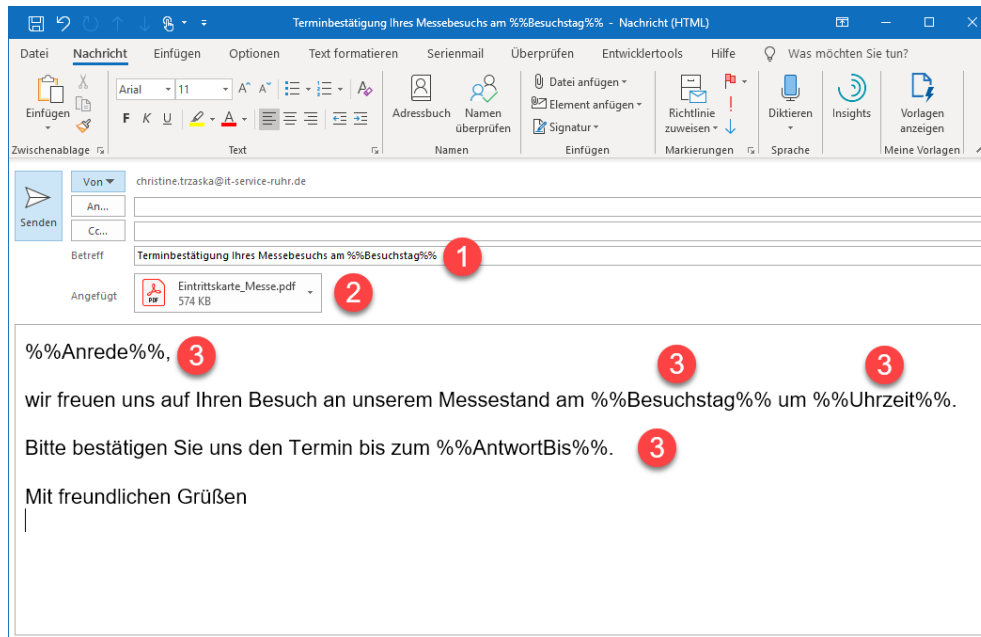 Terminbestätigung Ihres Messebesuchs am %%Besuchstag%% - Nachricht (HTML)
Datei Nachricht Einfügen Optionen Text formatieren Serienmail Überprüfen Entwicklertools Hilfe Was möchten Sie tun?
Einfügen
Arial 11
F K U
Adressbuch
Namen überprüfen
Datei anfügen
Element anfügen
Signatur
Richtlinie zuweisen
Diktieren
Insights
Vorlagen anzeigen
Zwischenablage Text Namen Einfügen Markierungen Sprache Meine Vorlagen
Senden
Von christine.trzaska@it-service-ruhr.de
An...
Cc...
Betreff Terminbestätigung Ihres Messebesuchs am %%Besuchstag%% 1
Angefügt PDF Eintrittskarte_Messe.pdf 2
574 KB
%%Anrede%%, 3
3 3
wir freuen uns auf Ihren Besuch an unserem Messestand am %%Besuchstag%% um %%Uhrzeit%%.
Bitte bestätigen Sie uns den Termin bis zum %%AntwortBis%%. 3
Mit freundlichen Grüßen